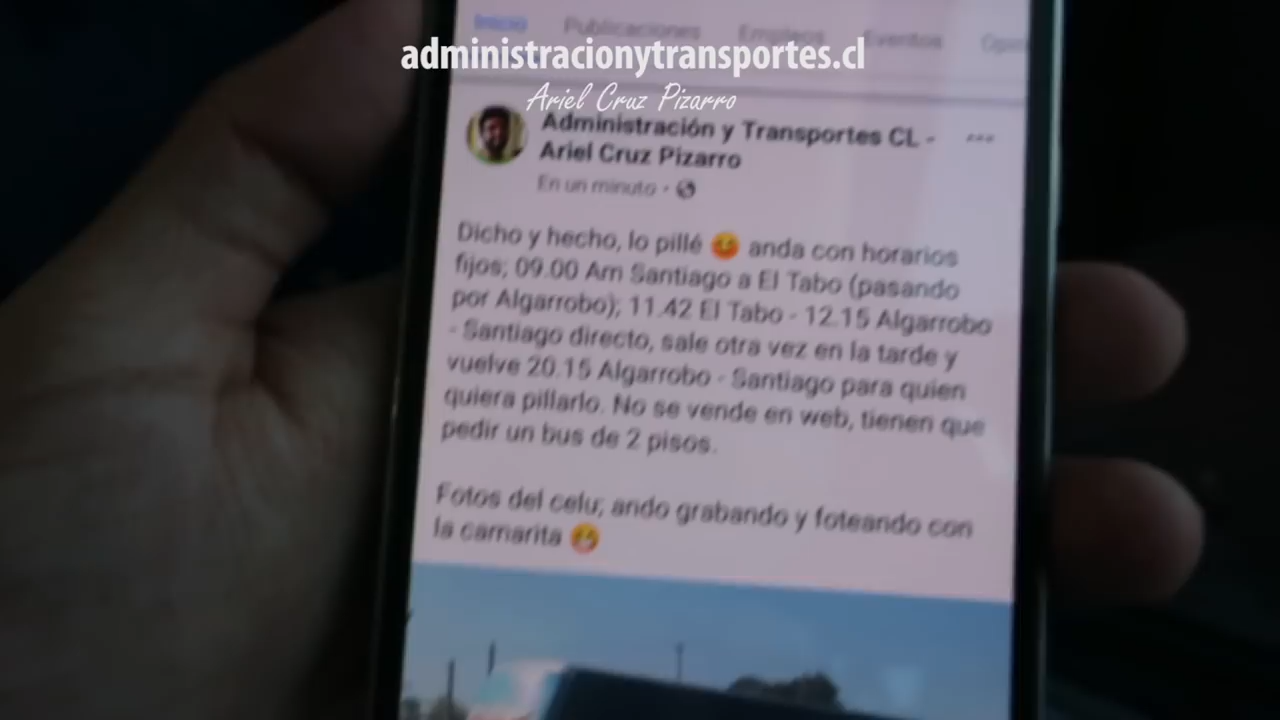 Inicio Publicaciones Empleos Eventos
administracionytransportes.cl
Ariel Cruz Pizarro
Administración y Transportes CL -
Ariel Cruz Pizarro
En un minuto ·
Dicho y hecho, lo pillé 😆 anda con horarios
fijos; 09.00 Am Santiago a El Tabo (pasando
por Algarrobo); 11.42 El Tabo - 12.15 Algarrobo
- Santiago directo, sale otra vez en la tarde y
vuelve 20.15 Algarrobo - Santiago para quien
quiera pillarlo. No se vende en web, tienen que
pedir un bus de 2 pisos.
Fotos del celu; ando grabando y foteando con
la camarita